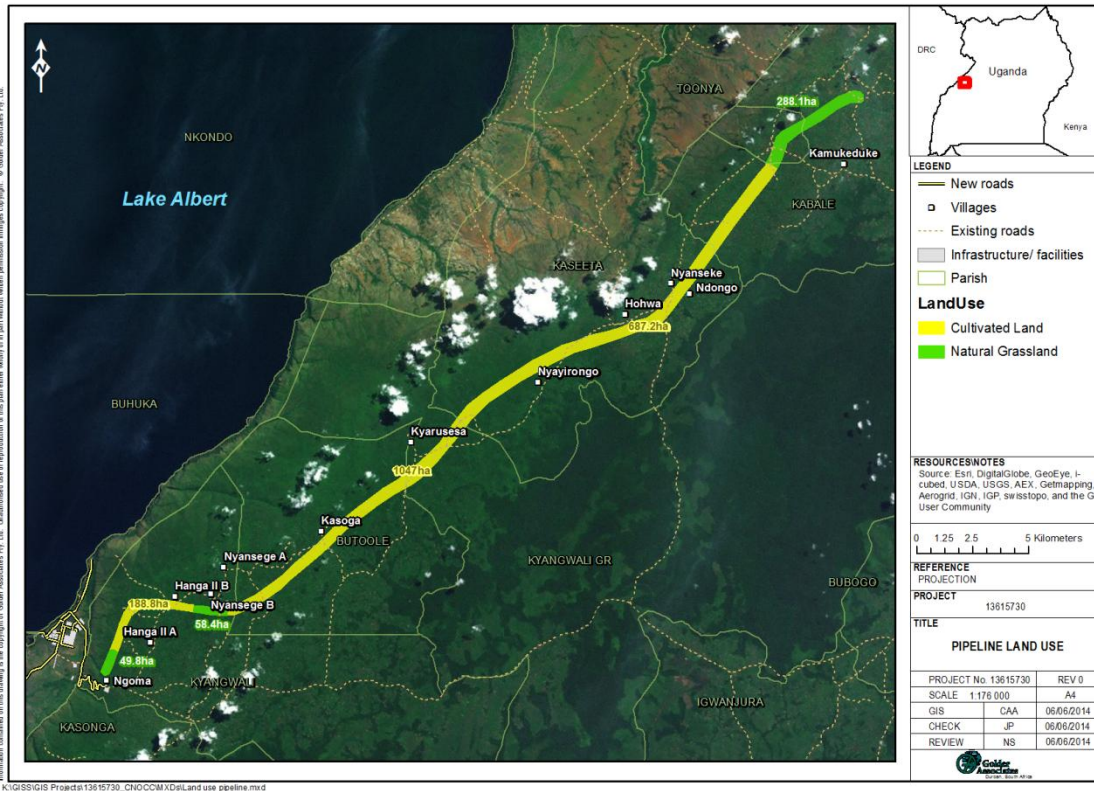 N
NKONDO
Lake Albert
BUHUKA
TOONYA
288.1ha
Kamukeduke
KABALE
KASEETA
Nyanseke
Ndongo
Hohwa
687.2ha
Nyayirongo
Kyarusesa
1047ha
Kasoga
BUTOOLE
Nyansege A
Hanga II B
Nyansege B
188.8ha
58.4ha
Hanga II A
49.8ha
Ngoma
KYANGWALI
KASONGA
KYANGWALI GR
BUBOGO
IGWANJURA
DRC
Uganda
Kenya
LEGEND
New roads
Villages
Existing roads
Infrastructure/ facilities
Parish
LandUse
Cultivated Land
Natural Grassland
RESOURCES\NOTES
Source: Esri, DigitalGlobe, GeoEye, i-
cubed, USDA, USGS, AEX, Getmapping,
Aerogrid, IGN, IGP, swisstopo, and the G
User Community
0 1.25 2.5 5 Kilometers
REFERENCE
PROJECTION
PROJECT
13615730
TITLE
PIPELINE LAND USE
PROJECT No. 13615730 REV 0
SCALE 1:176 000 A4
GIS CAA 06/06/2014
CHECK JP 06/06/2014
REVIEW NS 06/06/2014
Golder
Associates
Durban, South Africa
K:\GISS\GIS Projects\13615730_CNOCC\MXDs\Land use pipeline.mxd